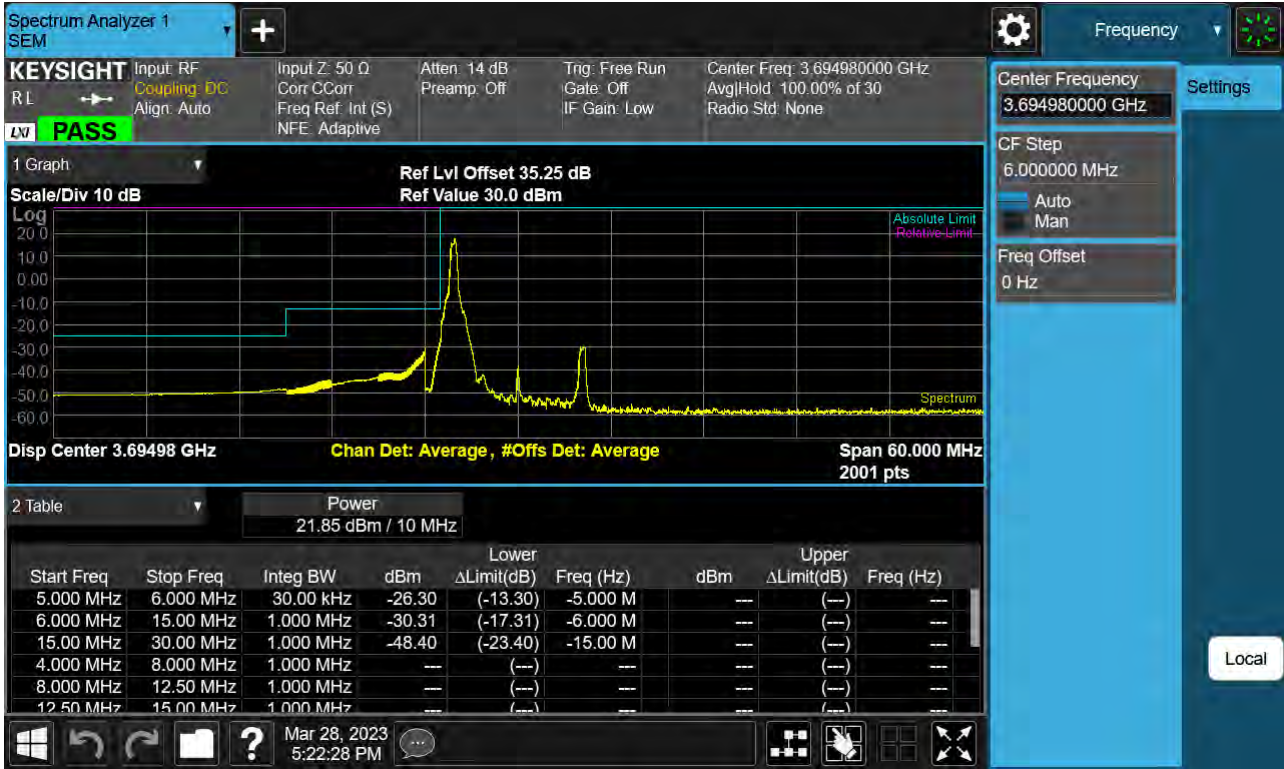 Spectrum Analyzer 1
SEM
+
Frequency
KEYSIGHT
Input: RF
Coupling: DC
Align: Auto
Input Z: 50 Ω
Corr CCorr
Freq Ref: Int (S)
NFE: Adaptive
Atten: 14 dB
Preamp: Off
Trig: Free Run
Gate: Off
IF Gain: Low
Center Freq: 3.694980000 GHz
Avg|Hold: 100.00% of 30
Radio Std: None
R L
LXI PASS
Center Frequency
3.694980000 GHz
Settings
CF Step
6.000000 MHz
Auto
Man
Freq Offset
0 Hz
1 Graph
Ref Lvl Offset 35.25 dB
Scale/Div 10 dB
Ref Value 30.0 dBm
Log
Absolute Limit
Relative Limit
20.0
10.0
0.00
-10.0
-20.0
-30.0
-40.0
-50.0
Spectrum
-60.0
Disp Center 3.69498 GHz
Chan Det: Average, #Offs Det: Average
Span 60.000 MHz
2001 pts
2 Table
Power
21.85 dBm / 10 MHz
Lower Upper
Start Freq Stop Freq Integ BW dBm ΔLimit(dB) Freq (Hz) dBm ΔLimit(dB) Freq (Hz)
5.000 MHz 6.000 MHz 30.00 kHz -26.30 (-13.30) -5.000 M --- (---) ---
6.000 MHz 15.00 MHz 1.000 MHz -30.31 (-17.31) -6.000 M --- (---) ---
15.00 MHz 30.00 MHz 1.000 MHz -48.40 (-23.40) -15.00 M --- (---) ---
4.000 MHz 8.000 MHz 1.000 MHz --- (---) --- --- (---) ---
8.000 MHz 12.50 MHz 1.000 MHz --- (---) --- --- (---) ---
12.50 MHz 15.00 MHz 1.000 MHz --- (---) --- --- (---) ---
Local
?
Mar 28, 2023
5:22:28 PM